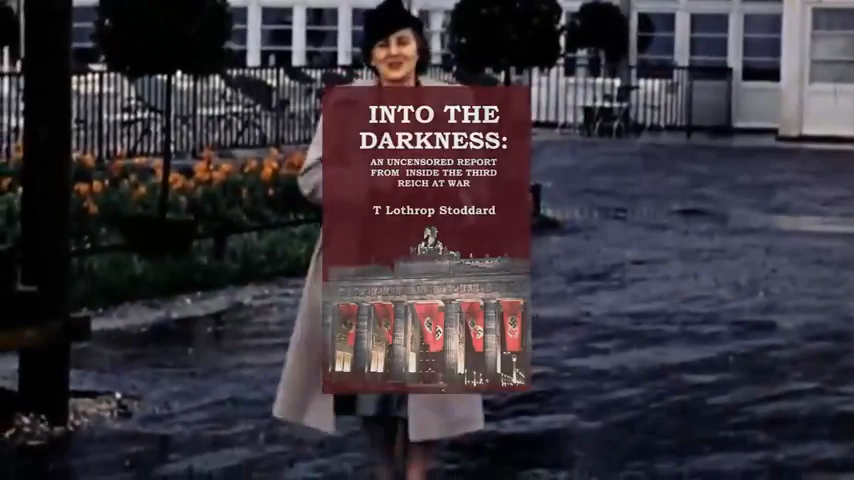 INTO THE
DARKNESS:
AN UNCENSORED REPORT
FROM INSIDE THE THIRD
REICH AT WAR
T Lothrop Stoddard